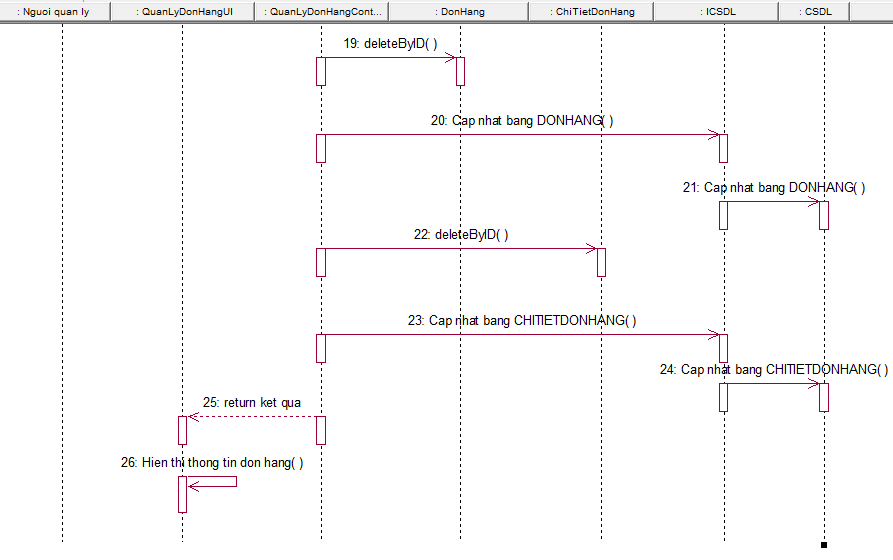 : Nguoi quan ly
: QuanLyDonHangUI
: QuanLyDonHangCont...
: DonHang
: ChiTietDonHang
: ICSDL
: CSDL
19: deleteByID( )
20: Cap nhat bang DONHANG( )
21: Cap nhat bang DONHANG( )
22: deleteByID( )
23: Cap nhat bang CHITIETDONHANG( )
24: Cap nhat bang CHITIETDONHANG( )
25: return ket qua
26: Hien thi thong tin don hang( )